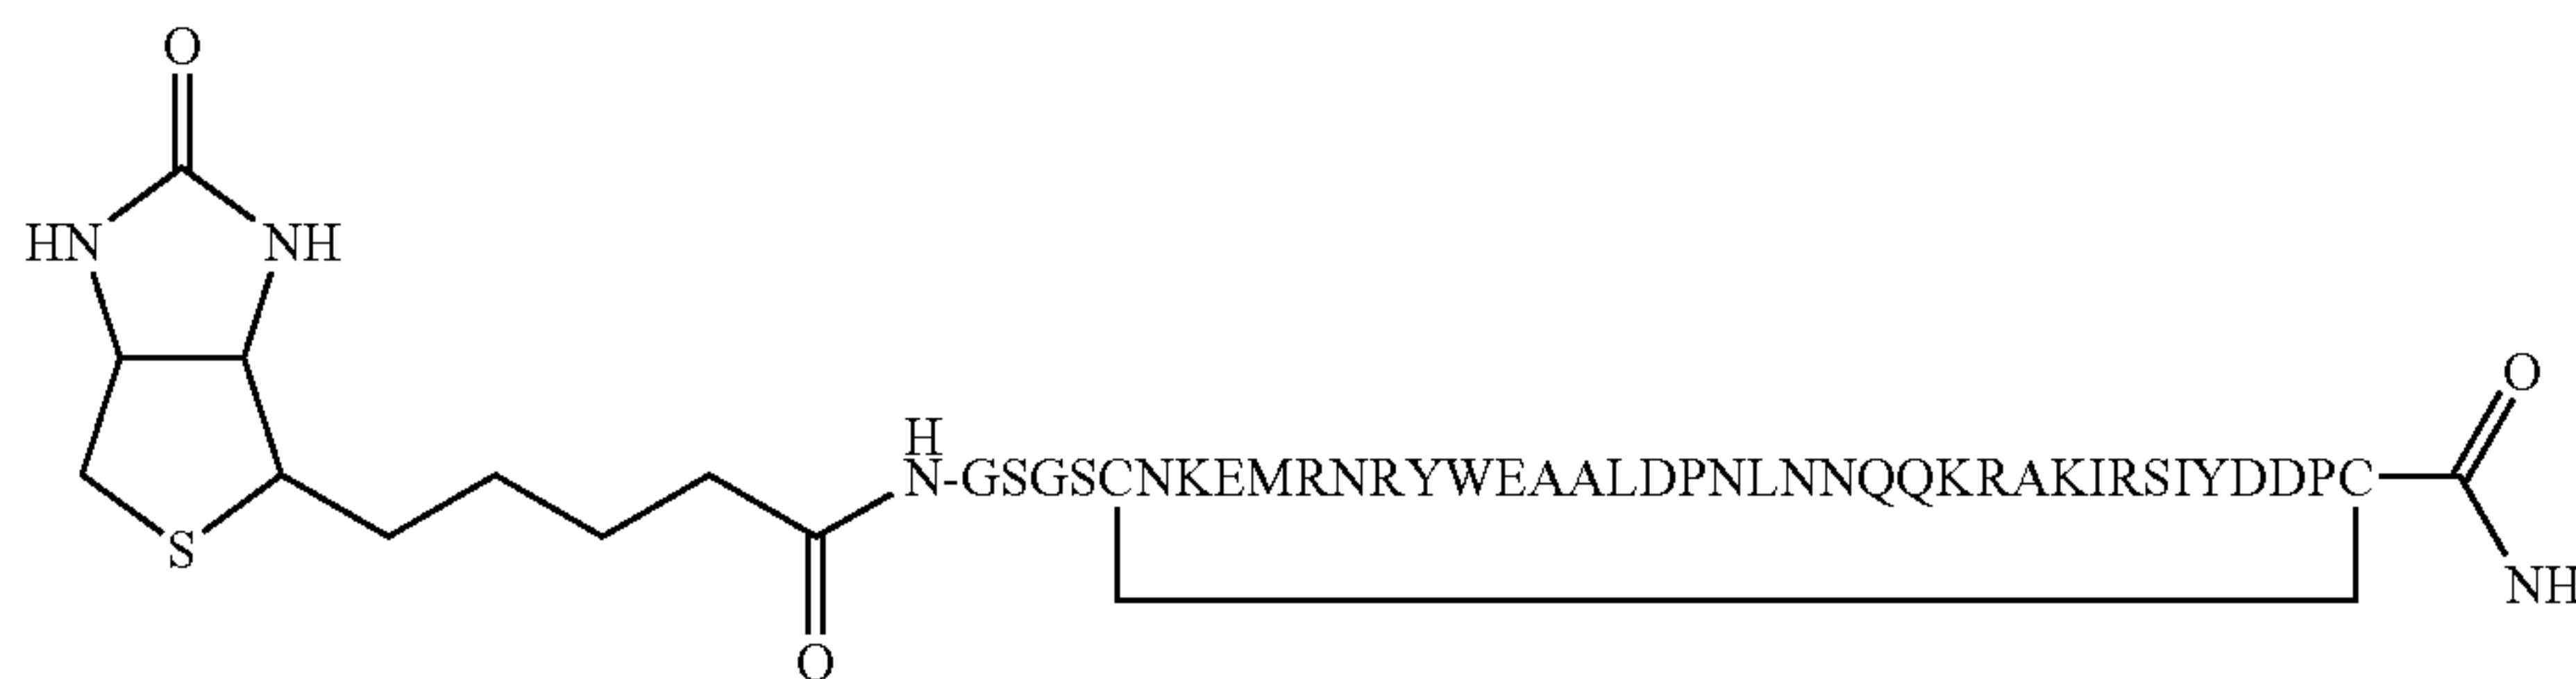 O
HN
NH
S
O
H
N-GSGSCNKEMRNRYWEAALDPNLNNQQKRAKIRSIYDDPC
O
NH